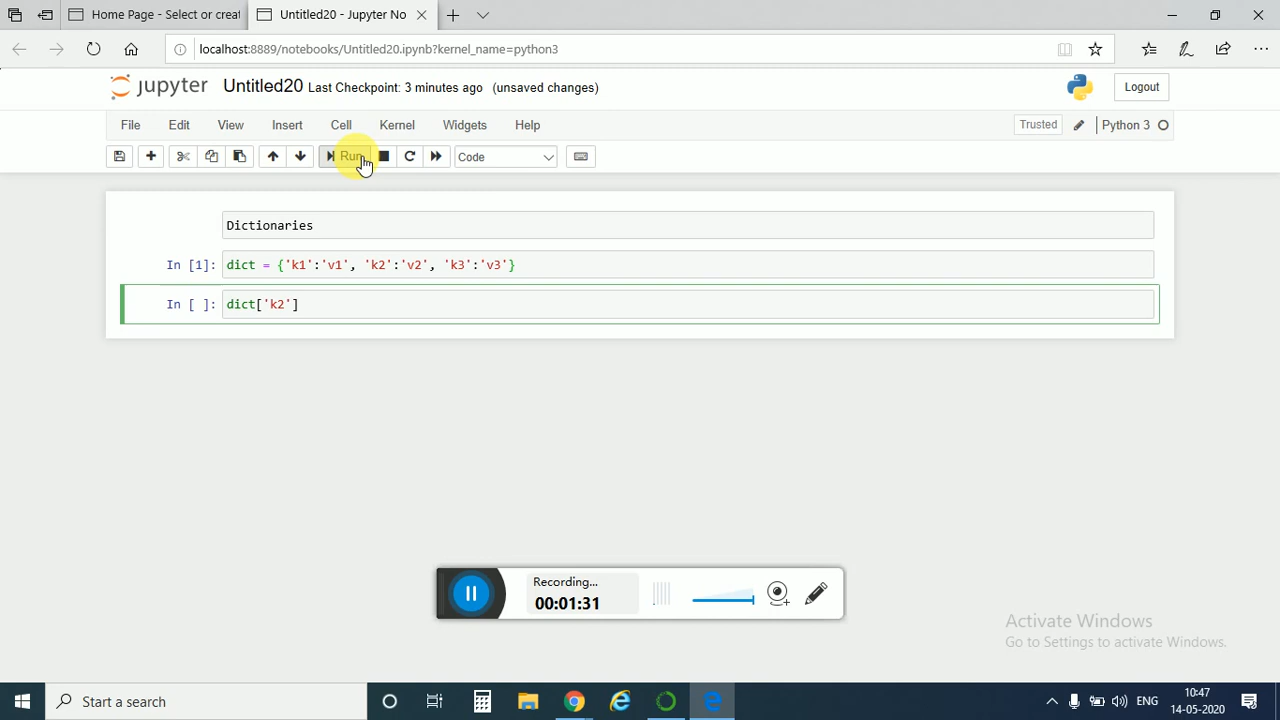 Home Page - Select or creat
Untitled20 - Jupyter No
localhost:8889/notebooks/Untitled20.ipynb?kernel_name=python3
jupyter Untitled20 Last Checkpoint: 3 minutes ago (unsaved changes)
Logout
File Edit View Insert Cell Kernel Widgets Help
Trusted Python 3
Run Code
Dictionaries
In [1]: dict = {'k1':'v1', 'k2':'v2', 'k3':'v3'}
In [ ]: dict['k2']
Recording...
00:01:31
Activate Windows
Go to Settings to activate Windows.
Start a search
ENG
10:47
14-05-2020